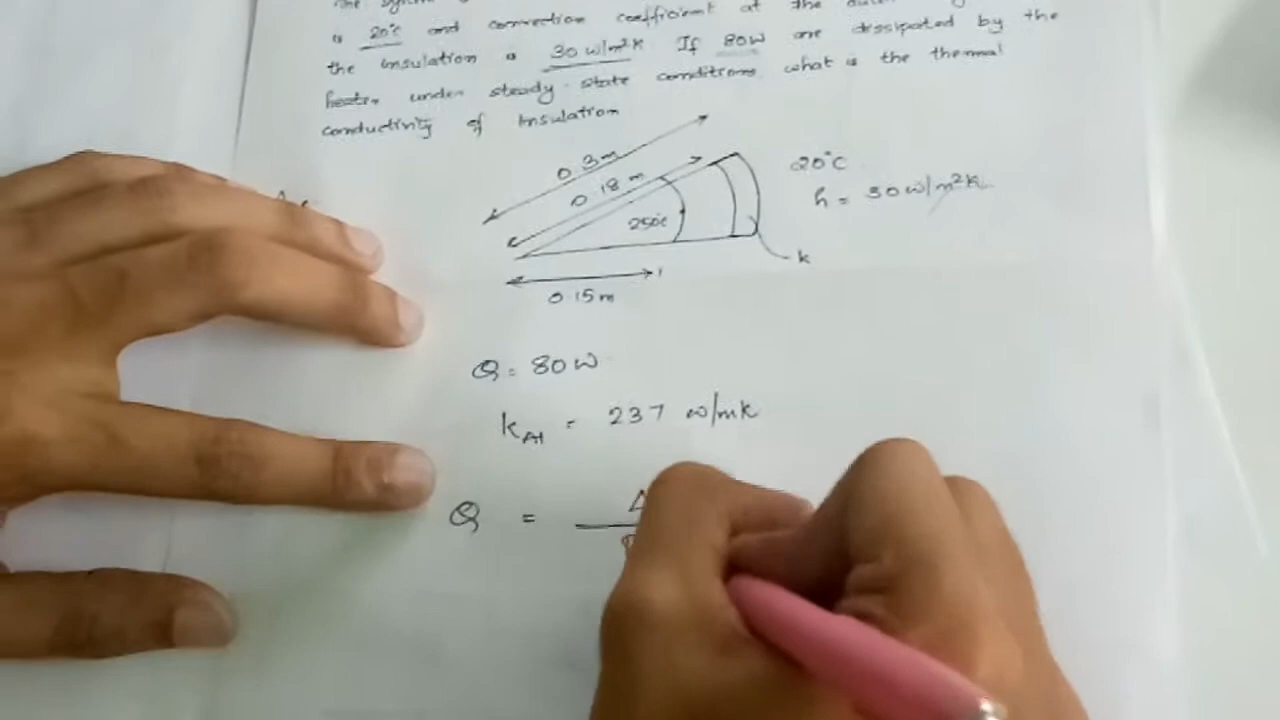 The
is 20°C and convection coefficient at the
the insulation is 30 w/m²k If 80W are dissipated by the
heater under steady-state conditions what is the thermal
conductivity of Insulation
0.3m
0.18 m
20°C
h = 30 w/m²k
250°c
k
0.15m
Q = 80W
kAl = 237 w/mk
Q =